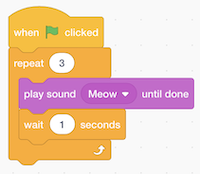 when clicked
repeat 3
play sound Meow until done
wait 1 seconds